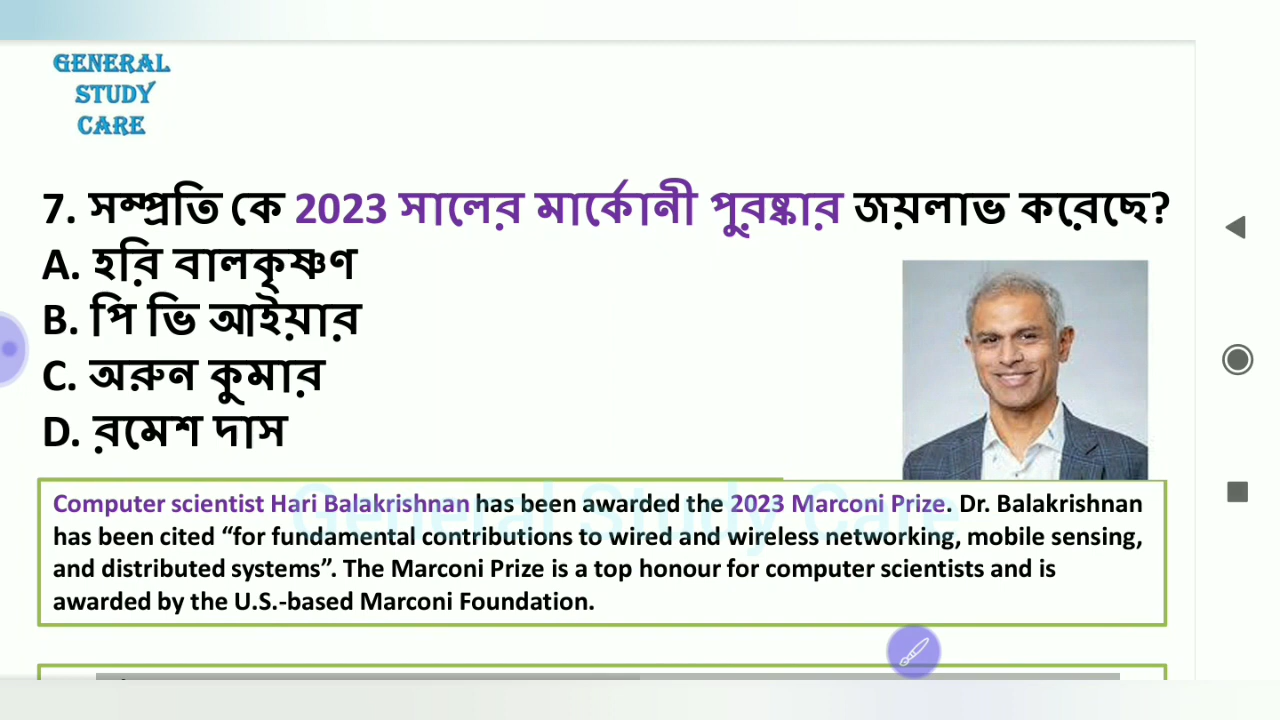 GENERAL
STUDY
CARE
7. সম্প্রতি কে 2023 সালের মার্কোনী পুরষ্কার জয়লাভ করেছে?
A. হরি বালকৃষ্ণণ
B. পি ভি আইয়ার
C. অরুন কুমার
D. রমেশ দাস
General Study Care
Computer scientist Hari Balakrishnan has been awarded the 2023 Marconi Prize. Dr. Balakrishnan
has been cited “for fundamental contributions to wired and wireless networking, mobile sensing,
and distributed systems”. The Marconi Prize is a top honour for computer scientists and is
awarded by the U.S.-based Marconi Foundation.